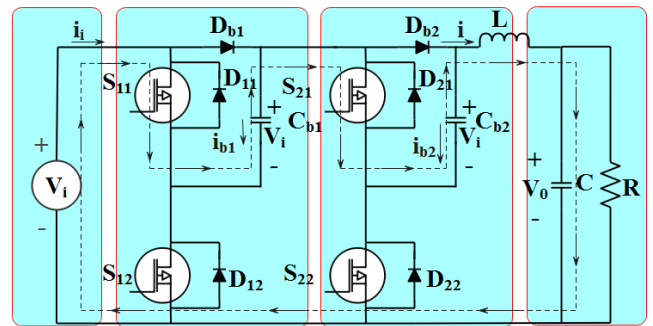 i_i
D_b1
D_b2
i
L
S_11
D_11
+
V_i
-
C_b1
i_b1
S_21
D_21
+
V_i
-
C_b2
i_b2
+
V_i
-
+
V_0
-
C
R
S_12
D_12
S_22
D_22